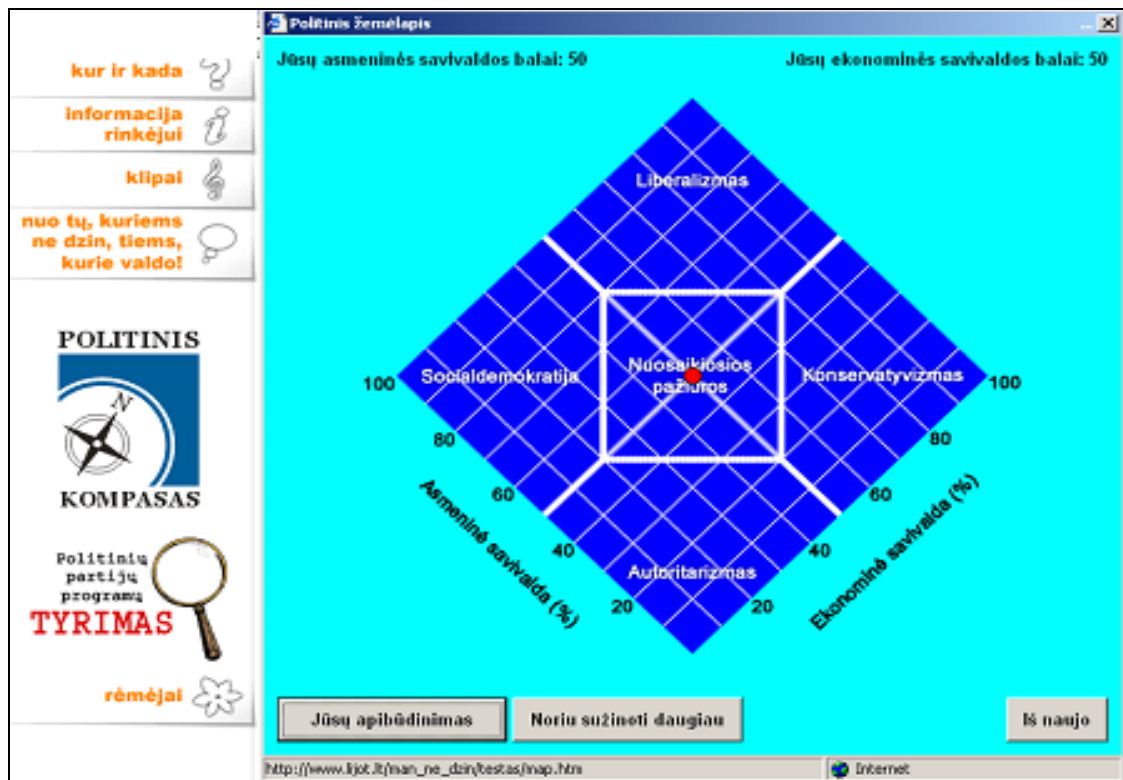 Politinis žemėlapis
Jūsų asmeninės savivaldos balai: 50
Jūsų ekonominės savivaldos balai: 50
kur ir kada
informacija
rinkėjui
klipai
nuo tų, kuriems
ne dzin, tiems,
kurie valdo!
POLITINIS
N
KOMPASAS
Politinių
partijų
programų
TYRIMAS
rėmėjai
Liberalizmas
Socialdemokratija
Nuosaikiosios
pažiūros
Konservatyvizmas
Autoritarizmas
100
80
60
40
20
Asmeninė savivalda (%)
100
80
60
40
20
Ekonominė savivalda (%)
Jūsų apibūdinimas
Noriu sužinoti daugiau
Iš naujo
http://www.lijot.lt/man_ne_dzin/testas/map.htm
Internet